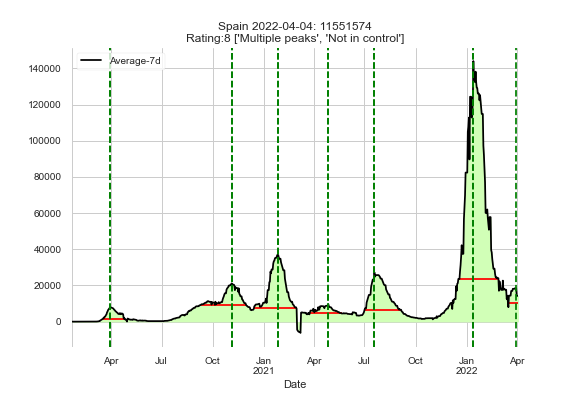 Spain 2022-04-04: 11551574
Rating:8 ['Multiple peaks', 'Not in control']
Average-7d
140000
120000
100000
80000
60000
40000
20000
0
Apr Jul Oct Jan Apr Jul Oct Jan Apr
2021 2022
Date